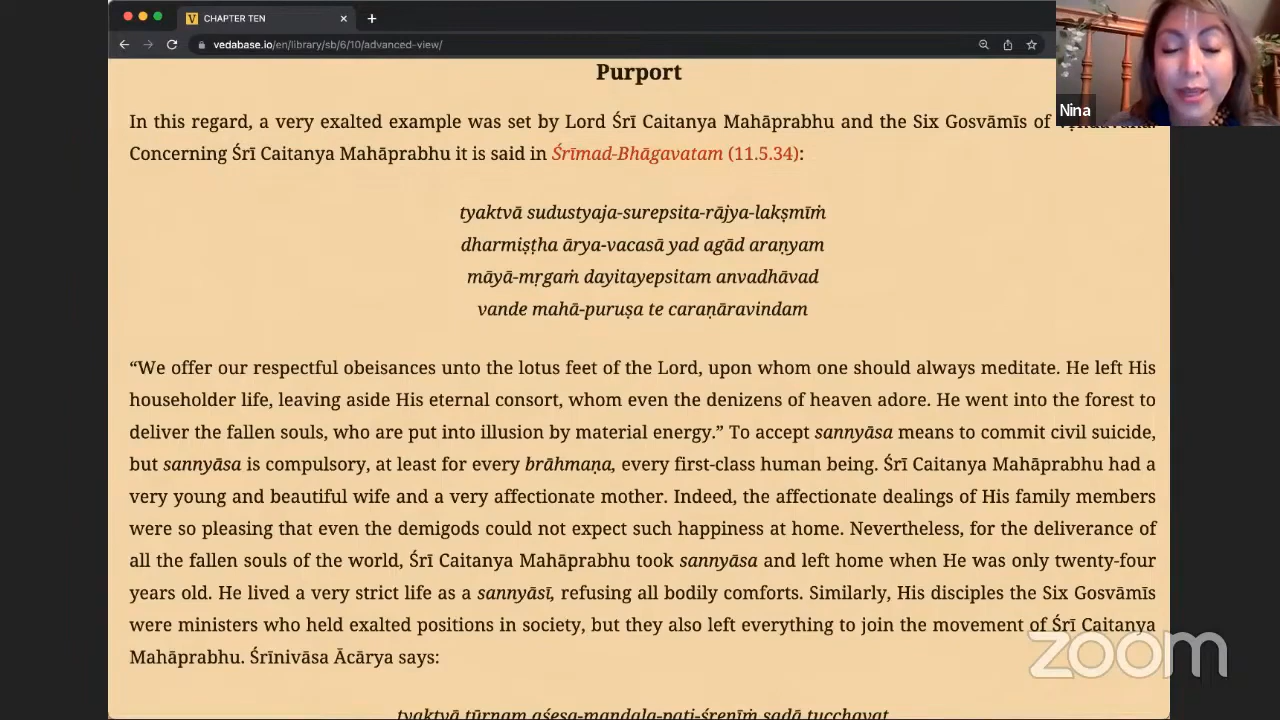 CHAPTER TEN
vedabase.io/en/library/sb/6/10/advanced-view/
Nina
Purport
In this regard, a very exalted example was set by Lord Śrī Caitanya Mahāprabhu and the Six Gosvāmīs of
Concerning Śrī Caitanya Mahāprabhu it is said in Śrīmad-Bhāgavatam (11.5.34):
tyaktvā sudustyaja-surepsita-rājya-lakṣmīṁ
dharmiṣṭha ārya-vacasā yad agād araṇyam
māyā-mṛgaṁ dayitayepsitam anvadhāvad
vande mahā-puruṣa te caraṇāravindam
“We offer our respectful obeisances unto the lotus feet of the Lord, upon whom one should always meditate. He left His
householder life, leaving aside His eternal consort, whom even the denizens of heaven adore. He went into the forest to
deliver the fallen souls, who are put into illusion by material energy.” To accept sannyāsa means to commit civil suicide,
but sannyāsa is compulsory, at least for every brāhmaṇa, every first-class human being. Śrī Caitanya Mahāprabhu had a
very young and beautiful wife and a very affectionate mother. Indeed, the affectionate dealings of His family members
were so pleasing that even the demigods could not expect such happiness at home. Nevertheless, for the deliverance of
all the fallen souls of the world, Śrī Caitanya Mahāprabhu took sannyāsa and left home when He was only twenty-four
years old. He lived a very strict life as a sannyāsī, refusing all bodily comforts. Similarly, His disciples the Six Gosvāmīs
were ministers who held exalted positions in society, but they also left everything to join the movement of Śrī Caitanya
Mahāprabhu. Śrīnivāsa Ācārya says:
tyaktvā tūrṇam aśeṣa-maṇḍala-pati-śreṇīṁ sadā tucchavat
zoom